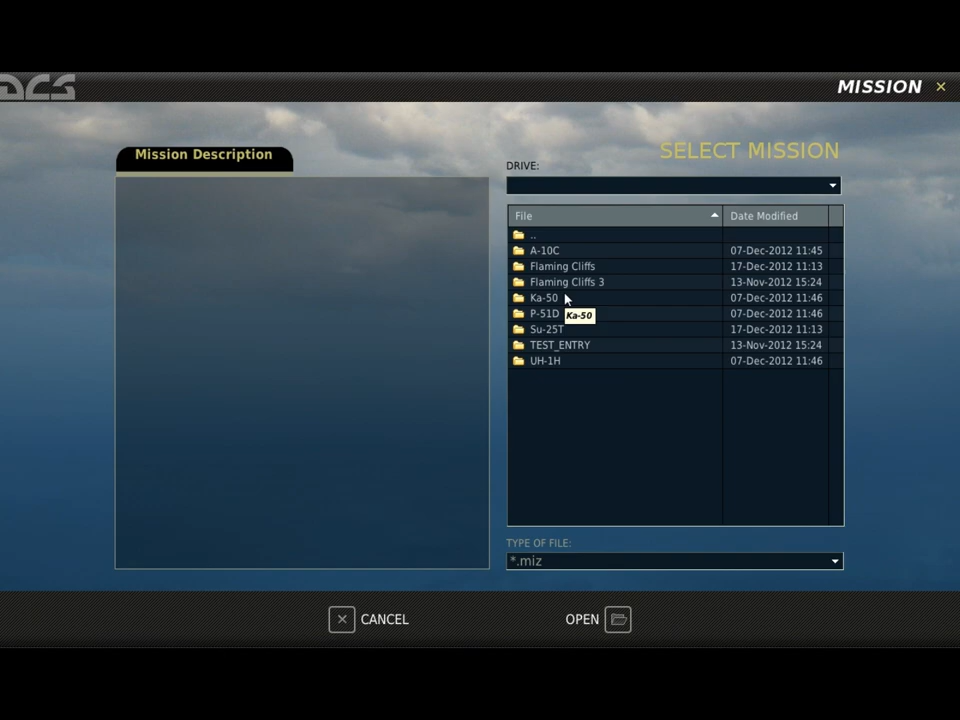 DCS
MISSION ×
Mission Description
SELECT MISSION
DRIVE:
File Date Modified
..
A-10C 07-Dec-2012 11:45
Flaming Cliffs 17-Dec-2012 11:13
Flaming Cliffs 3 13-Nov-2012 15:24
Ka-50 07-Dec-2012 11:46
P-51D 07-Dec-2012 11:46
Ka-50
Su-25T 17-Dec-2012 11:13
TEST_ENTRY 13-Nov-2012 15:24
UH-1H 07-Dec-2012 11:46
TYPE OF FILE:
*.miz
CANCEL OPEN